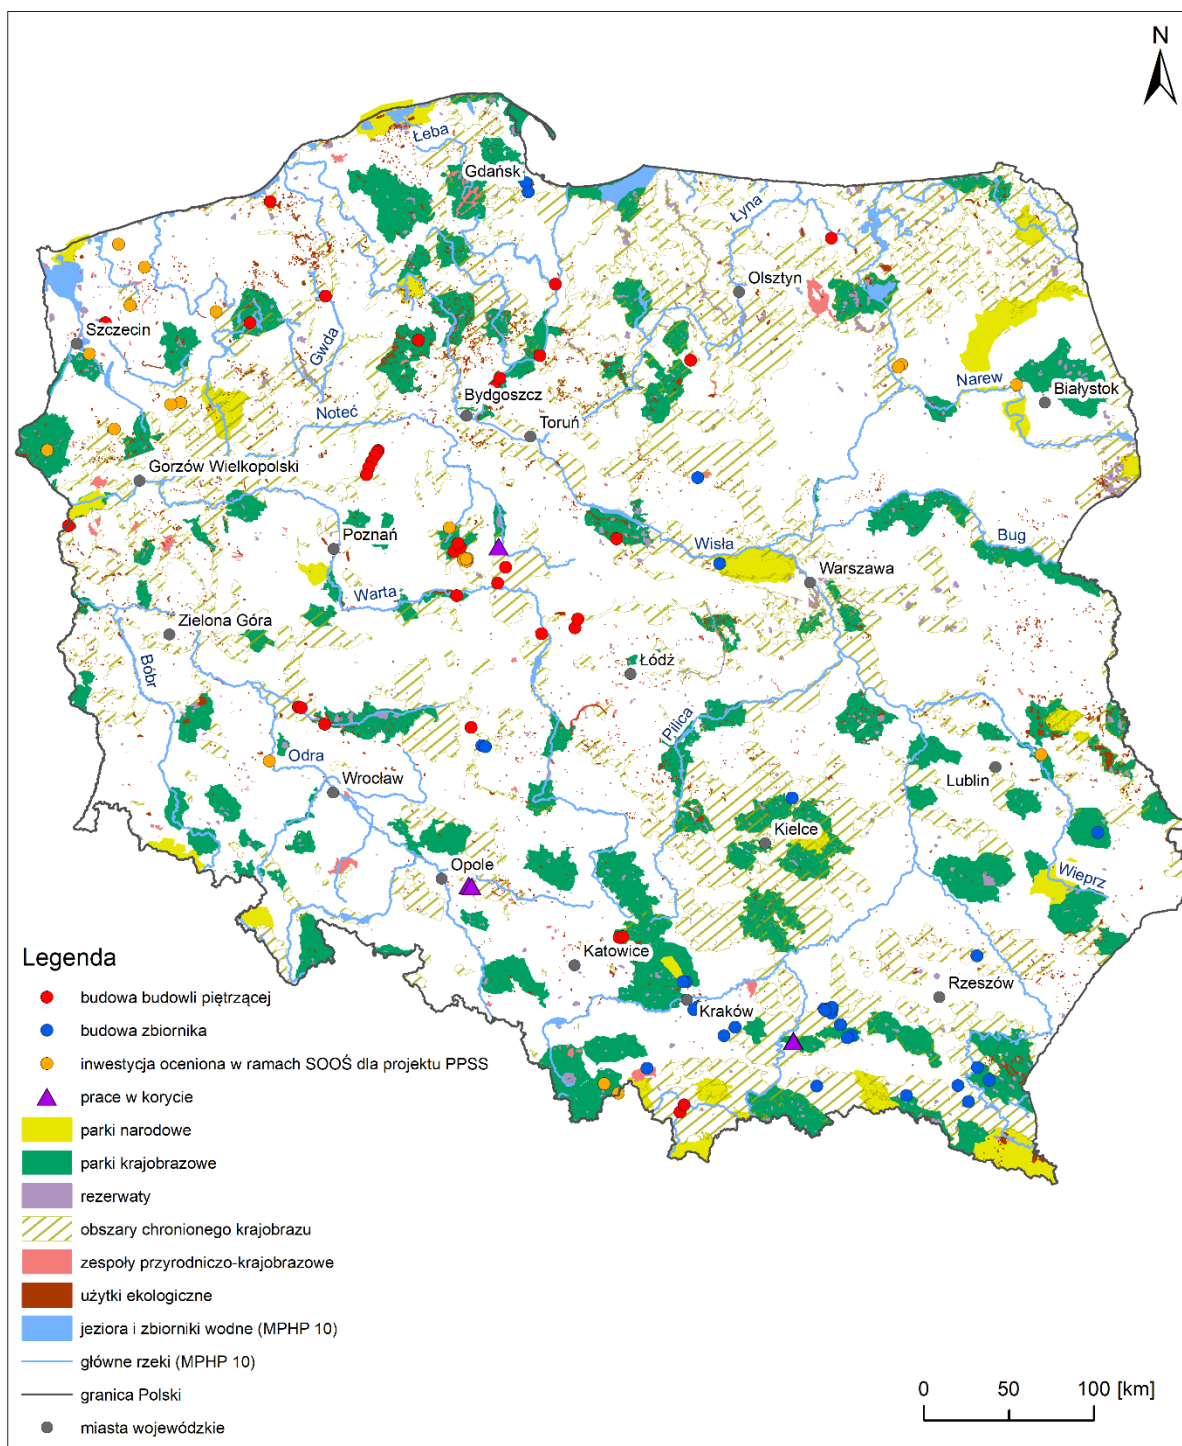 N
Łeba
Gdańsk
Łyna
Olsztyn
Szczecin
Gwda
Narew
Białystok
Bydgoszcz
Noteć
Toruń
Gorzów Wielkopolski
Poznań
Wisła
Bug
Warszawa
Warta
Zielona Góra
Bóbr
Łódź
Pilica
Odra
Wrocław
Lublin
Kielce
Opole
Wieprz
Katowice
Rzeszów
Kraków
Legenda
budowa budowli piętrzącej
budowa zbiornika
inwestycja oceniona w ramach SOOŚ dla projektu PPSS
prace w korycie
parki narodowe
parki krajobrazowe
rezerwaty
obszary chronionego krajobrazu
zespoły przyrodniczo-krajobrazowe
użytki ekologiczne
jeziora i zbiorniki wodne (MPHP 10)
główne rzeki (MPHP 10)
granica Polski
miasta wojewódzkie
0 50 100 [km]